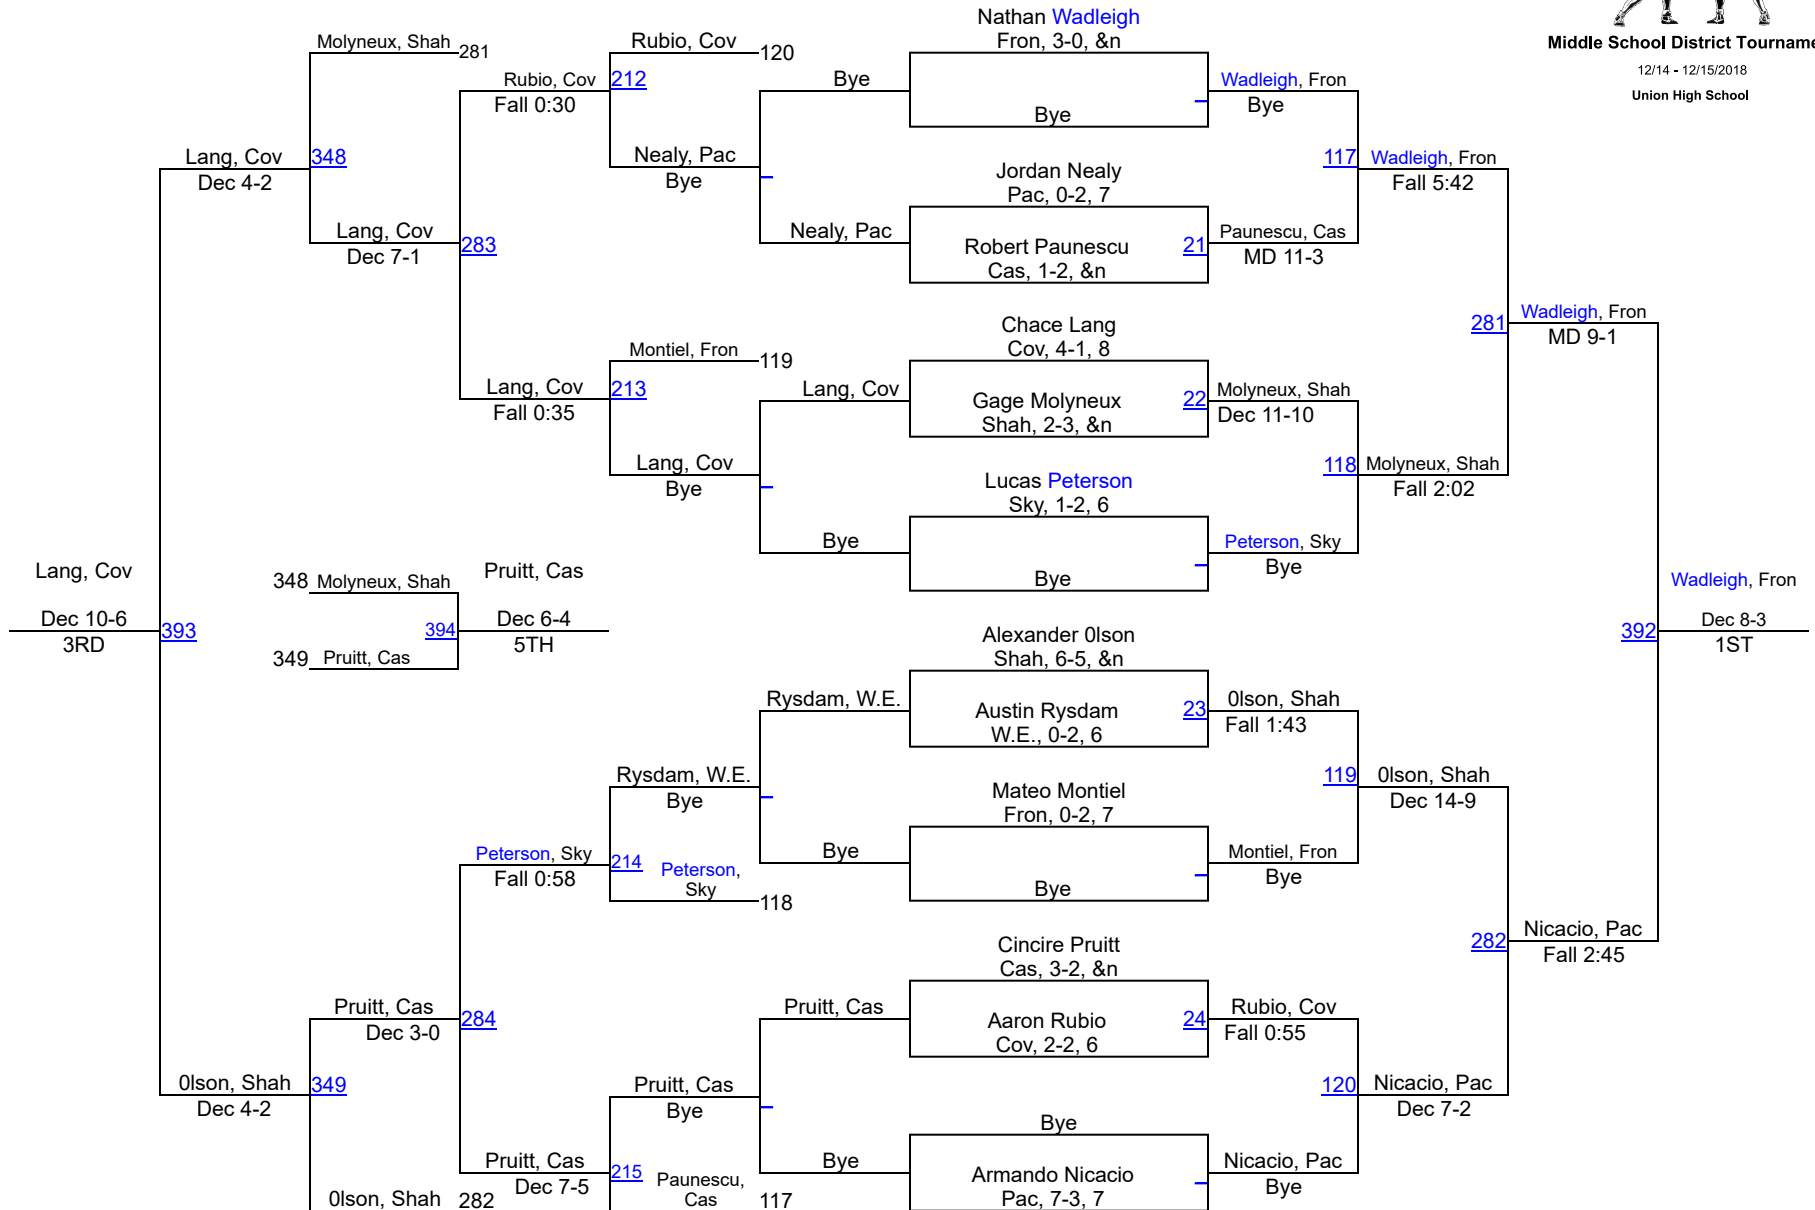 Middle School District Tourname
12/14 - 12/15/2018
Union High School
Nathan Wadleigh
Fron, 3-0, &n
Bye
Jordan Nealy
Pac, 0-2, 7
Robert Paunescu
Cas, 1-2, &n
Chace Lang
Cov, 4-1, 8
Gage Molyneux
Shah, 2-3, &n
Lucas Peterson
Sky, 1-2, 6
Bye
Alexander 0lson
Shah, 6-5, &n
Austin Rysdam
W.E., 0-2, 6
Mateo Montiel
Fron, 0-2, 7
Bye
Cincire Pruitt
Cas, 3-2, &n
Aaron Rubio
Cov, 2-2, 6
Bye
Armando Nicacio
Pac, 7-3, 7
Wadleigh, Fron
Bye
21
Paunescu, Cas
MD 11-3
22
Molyneux, Shah
Dec 11-10
Peterson, Sky
Bye
23
0lson, Shah
Fall 1:43
Montiel, Fron
Bye
24
Rubio, Cov
Fall 0:55
Nicacio, Pac
Bye
117
Wadleigh, Fron
Fall 5:42
118
Molyneux, Shah
Fall 2:02
119
0lson, Shah
Dec 14-9
120
Nicacio, Pac
Dec 7-2
281
Wadleigh, Fron
MD 9-1
282
Nicacio, Pac
Fall 2:45
Wadleigh, Fron
392
Dec 8-3
1ST
Bye
Nealy, Pac
Lang, Cov
Bye
Rysdam, W.E.
Bye
Pruitt, Cas
Bye
Rubio, Cov
120
Nealy, Pac
Bye
Montiel, Fron
119
Lang, Cov
Bye
Rysdam, W.E.
Bye
Peterson,
Sky
118
Pruitt, Cas
Bye
Paunescu,
Cas
117
Rubio, Cov
212
Fall 0:30
Lang, Cov
213
Fall 0:35
Peterson, Sky
214
Fall 0:58
Pruitt, Cas
215
Dec 7-5
Molyneux, Shah
281
Lang, Cov
283
Dec 7-1
Pruitt, Cas
284
Dec 3-0
0lson, Shah
282
Lang, Cov
348
Dec 4-2
0lson, Shah
349
Dec 4-2
Lang, Cov
Dec 10-6
393
3RD
348
Molyneux, Shah
349
Pruitt, Cas
394
Pruitt, Cas
Dec 6-4
5TH